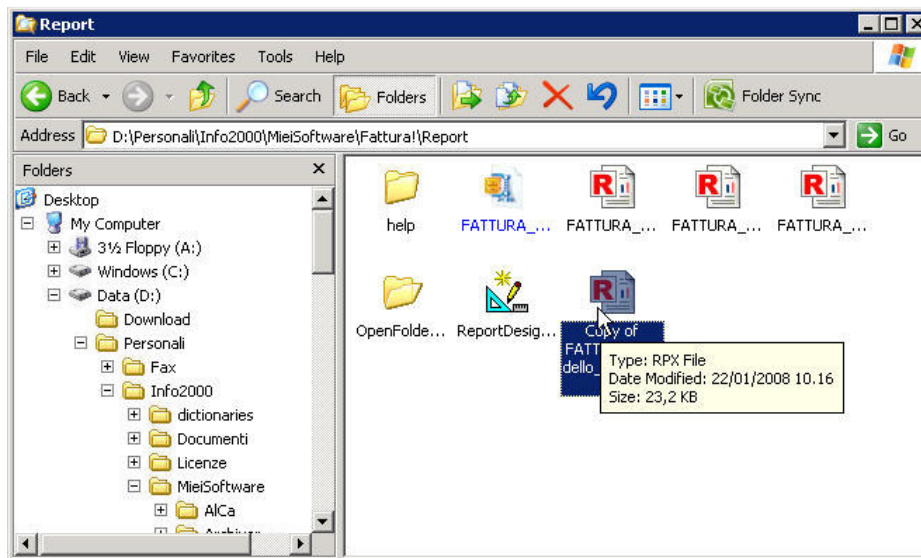 Report
File Edit View Favorites Tools Help
Back Search Folders Folder Sync
Address D:\Personali\Info2000\MieiSoftware\Fattura!\Report Go
Folders
Desktop
My Computer
3½ Floppy (A:)
Windows (C:)
Data (D:)
Download
Personali
Fax
Info2000
dictionaries
Documenti
Licenze
MieiSoftware
AlCa
help FATTURA_... FATTURA_... FATTURA_... FATTURA_...
OpenFolde... ReportDesig... Copy of
FATT
dello_
Type: RPX File
Date Modified: 22/01/2008 10.16
Size: 23,2 KB